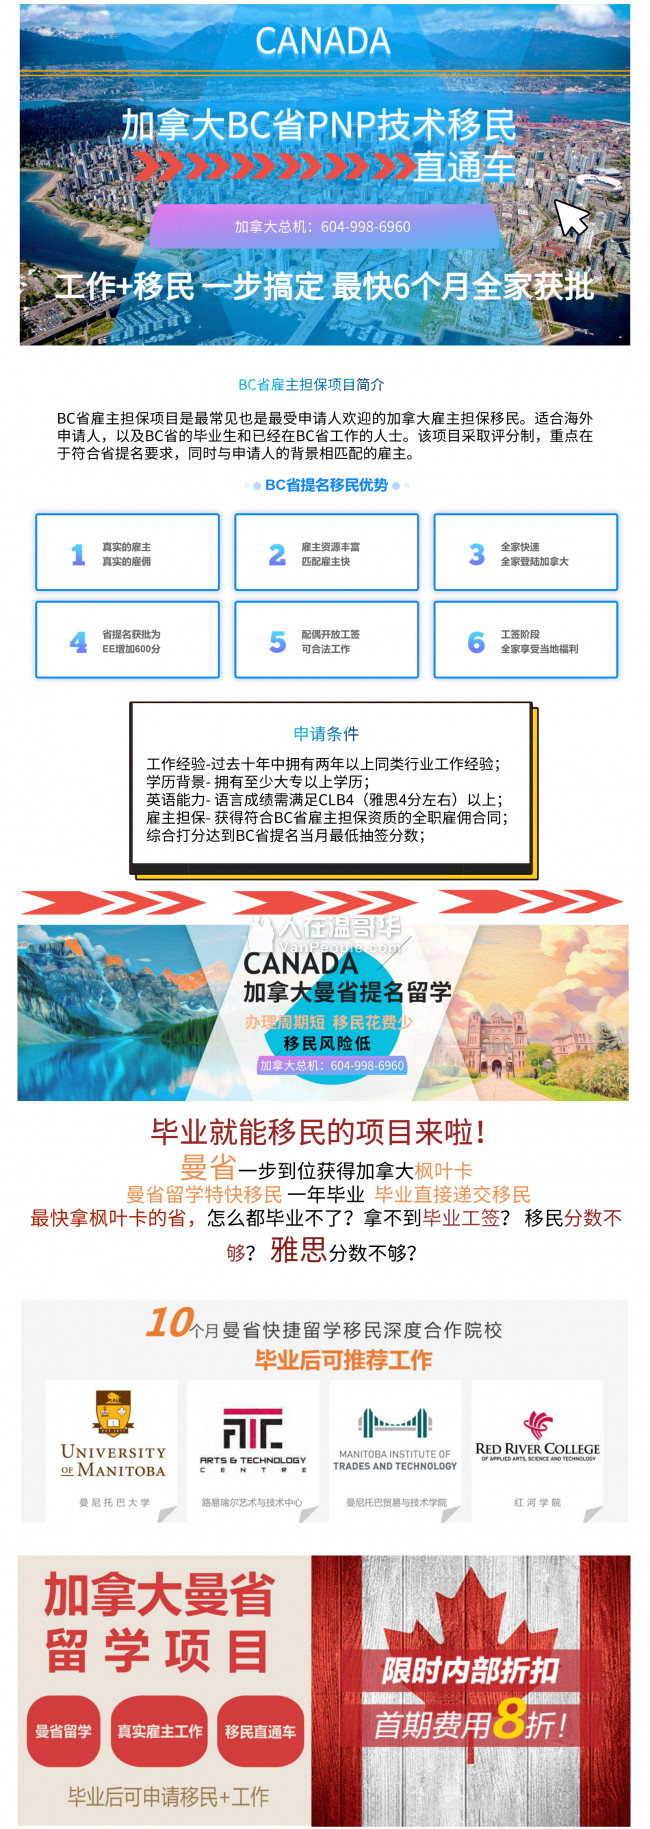 CANADA
加拿大BC省PNP技术移民
直通车
加拿大总机：604-998-6960
工作+移民 一步搞定 最快6个月全家获批
BC省雇主担保项目简介
BC省雇主担保项目是最常见也是最受申请人欢迎的加拿大雇主担保移民。适合海外
申请人，以及BC省的毕业生和已经在BC省工作的人士。该项目采取评分制，重点在
于符合省提名要求，同时与申请人的背景相匹配的雇主。
BC省提名移民优势
1 真实的雇主
真实的雇佣
2 雇主资源丰富
匹配雇主快
3 全家快速
全家登陆加拿大
4 省提名获批为
EE增加600分
5 配偶开放工签
可合法工作
6 工签阶段
全家享受当地福利
申请条件
工作经验-过去十年中拥有两年以上同类行业工作经验；
学历背景- 拥有至少大专以上学历；
英语能力- 语言成绩需满足CLB4（雅思4分左右）以上；
雇主担保- 获得符合BC省雇主担保资质的全职雇佣合同；
综合打分达到BC省提名当月最低抽签分数；
人在温哥华
VanPeople.com
CANADA
加拿大曼省提名留学
办理周期短 移民花费少
移民风险低
加拿大总机：604-998-6960
毕业就能移民的项目来啦！
曼省一步到位获得加拿大枫叶卡
曼省留学特快移民 一年毕业 毕业直接递交移民
最快拿枫叶卡的省，怎么都毕业不了？拿不到毕业工签？ 移民分数不
够？ 雅思分数不够？
10个月曼省快捷留学移民深度合作院校
毕业后可推荐工作
UNIVERSITY
OF MANITOBA
曼尼托巴大学
ATC
ARTS & TECHNOLOGY
CENTRE
路易瑞尔艺术与技术中心
MANITOBA INSTITUTE OF
TRADES AND TECHNOLOGY
曼尼托巴贸易与技术学院
RED RIVER COLLEGE
OF APPLIED ARTS, SCIENCE AND TECHNOLOGY
红河学院
加拿大曼省
留学项目
曼省留学
真实雇主工作
移民直通车
毕业后可申请移民+工作
限时内部折扣
首期费用8折！